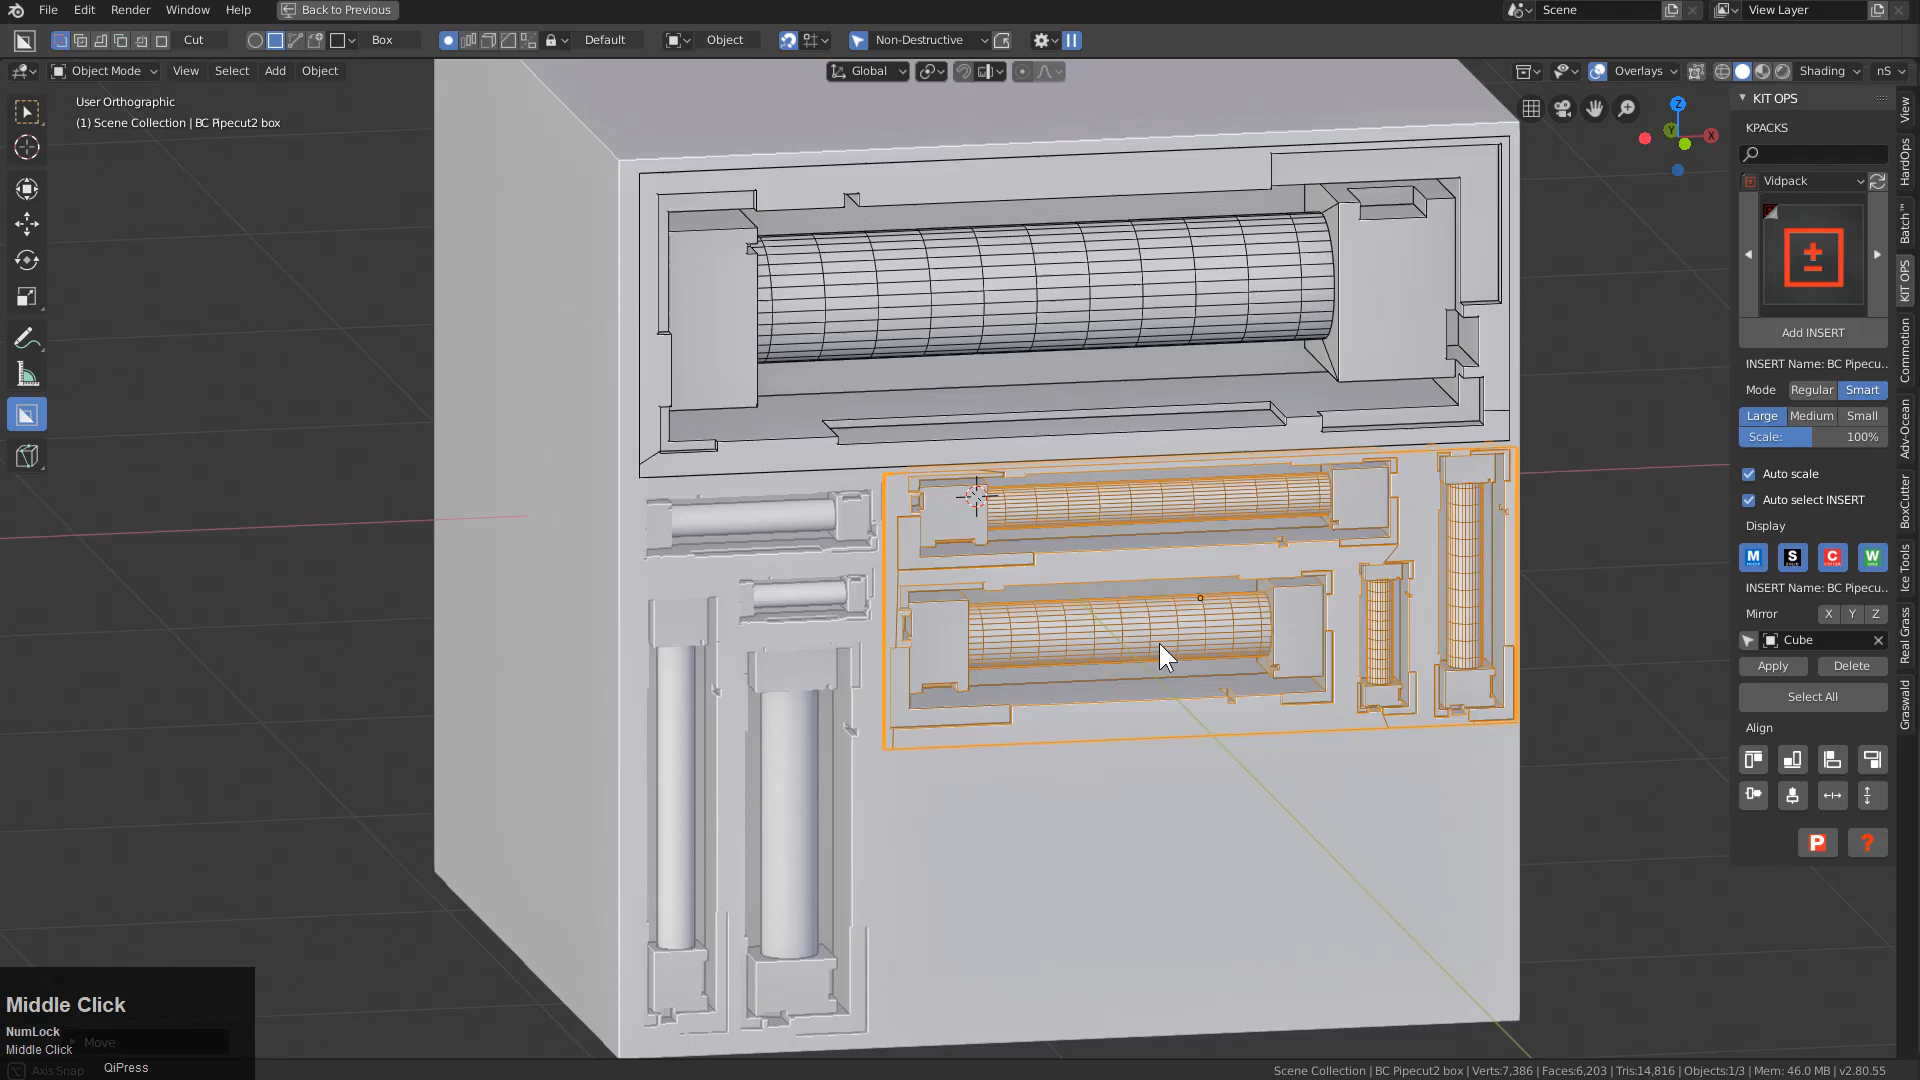 File Edit Render Window Help Back to Previous Scene View Layer
Cut Box Default Object Non-Destructive
Object Mode View Select Add Object Global Overlays Shading nS
User Orthographic
(1) Scene Collection | BC Pipecut2 box
Z
Y
X
KIT OPS
KPACKS
Vidpack
Add INSERT
INSERT Name: BC Pipecu..
Mode Regular Smart
Large Medium Small
Scale: 100%
Auto scale
Auto select INSERT
Display
M S C W
INSERT Name: BC Pipecu..
Mirror X Y Z
Cube
Apply Delete
Select All
Align
P ?
View
HardOps
Batch™
KIT OPS
Commotion
Adv-Ocean
BoxCutter
Ice Tools
Real Grass
Graswald
Middle Click
NumLock
Move
Middle Click
Axis Snap QiPress
Scene Collection | BC Pipecut2 box | Verts:7,386 | Faces:6,203 | Tris:14,816 | Objects:1/3 | Mem: 46.0 MB | v2.80.55